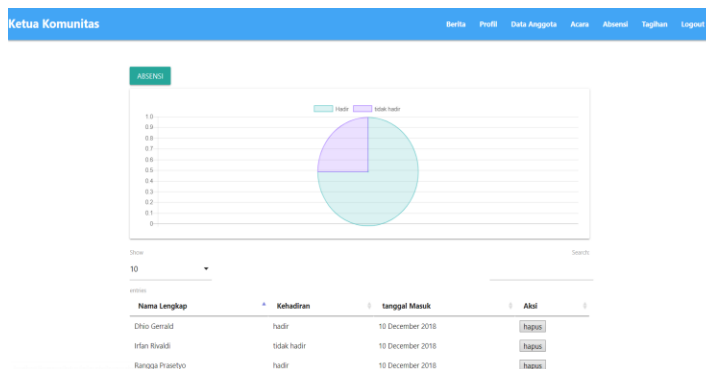 Ketua Komunitas Berita Profil Data Anggota Acara Absensi Tagihan Logout
ABSENSI
Hadir tidak hadir
1.0
0.9
0.8
0.7
0.6
0.5
0.4
0.3
0.2
0.1
0
Show Search:
10
entries
Nama Lengkap Kehadiran tanggal Masuk Aksi
Dhio Gerrald hadir 10 December 2018 hapus
Irfan Rivaldi tidak hadir 10 December 2018 hapus
Rangga Prasetyo hadir 10 December 2018 hapus